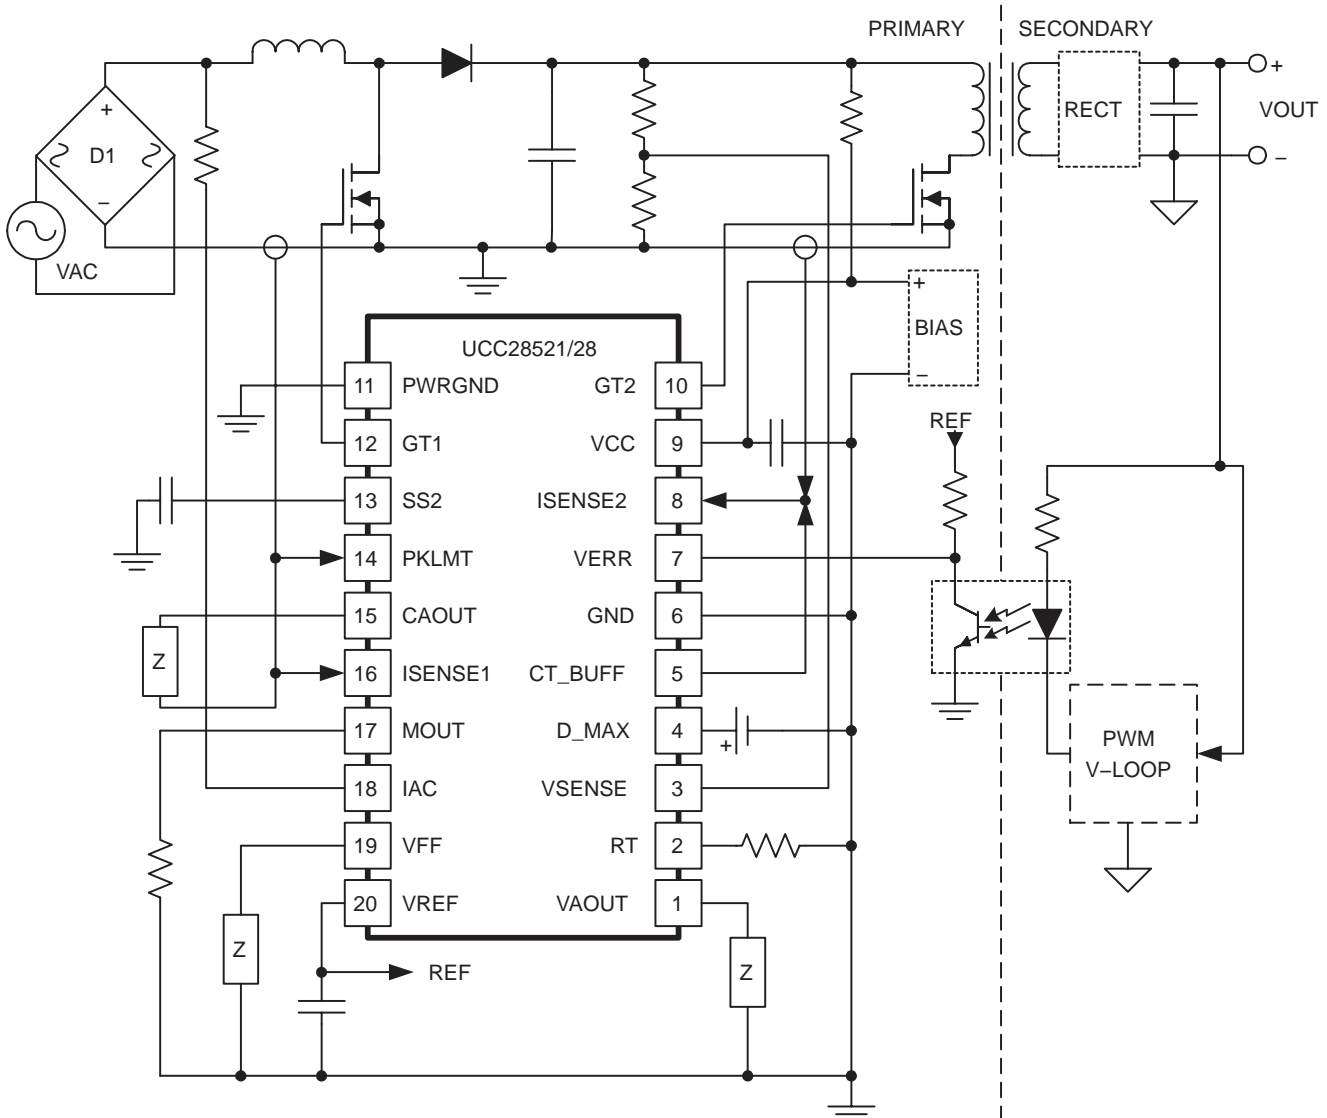 PRIMARY
SECONDARY
+
D1
−
VAC
RECT
+
VOUT
−
+
BIAS
−
UCC28521/28
11 PWRGND
GT2 10
12 GT1
VCC 9
REF
13 SS2
ISENSE2 8
14 PKLMT
VERR 7
15 CAOUT
GND 6
Z
16 ISENSE1
CT_BUFF 5
17 MOUT
D_MAX 4
+
PWM
V−LOOP
18 IAC
VSENSE 3
19 VFF
RT 2
20 VREF
VAOUT 1
Z
REF
Z